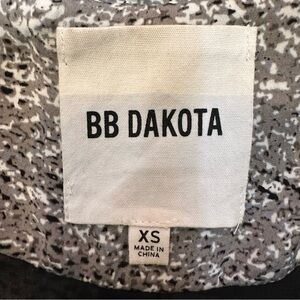 BB DAKOTA
XS
MADE IN
CHINA